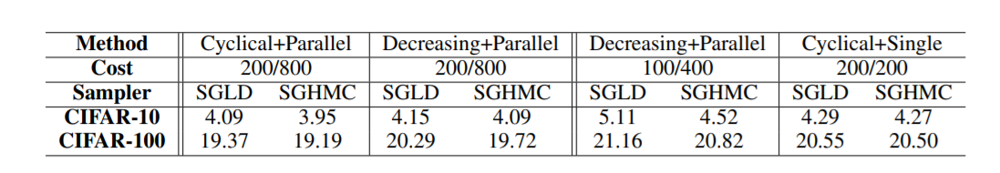 Method Cyclical+Parallel Decreasing+Parallel Decreasing+Parallel Cyclical+Single
Cost 200/800 200/800 100/400 200/200
Sampler SGLD SGHMC SGLD SGHMC SGLD SGHMC SGLD SGHMC
CIFAR-10 4.09 3.95 4.15 4.09 5.11 4.52 4.29 4.27
CIFAR-100 19.37 19.19 20.29 19.72 21.16 20.82 20.55 20.50